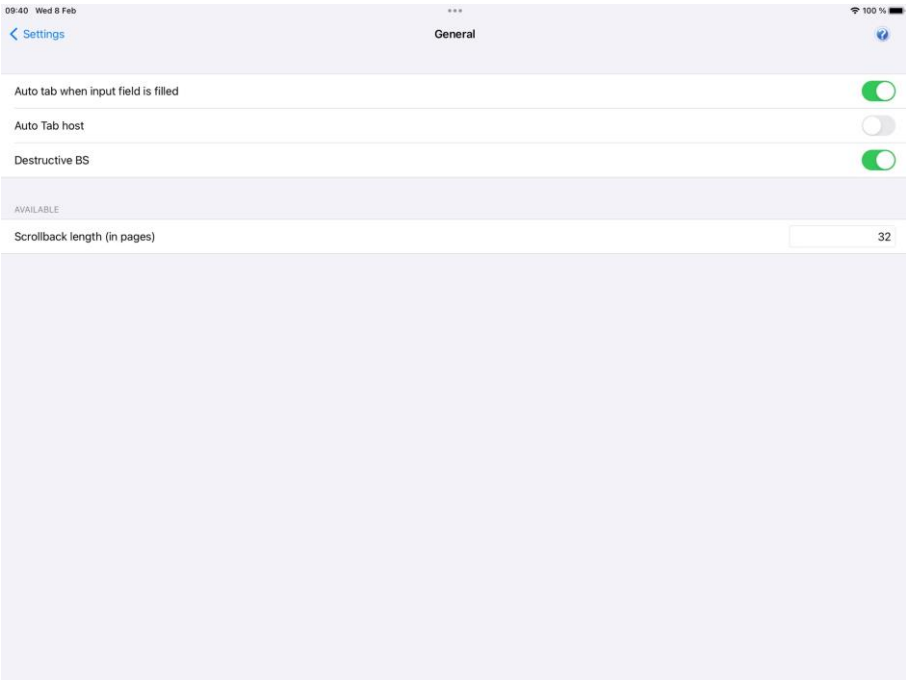 09:40 Wed 8 Feb 100 %
Settings General
Auto tab when input field is filled
Auto Tab host
Destructive BS
AVAILABLE
Scrollback length (in pages) 32